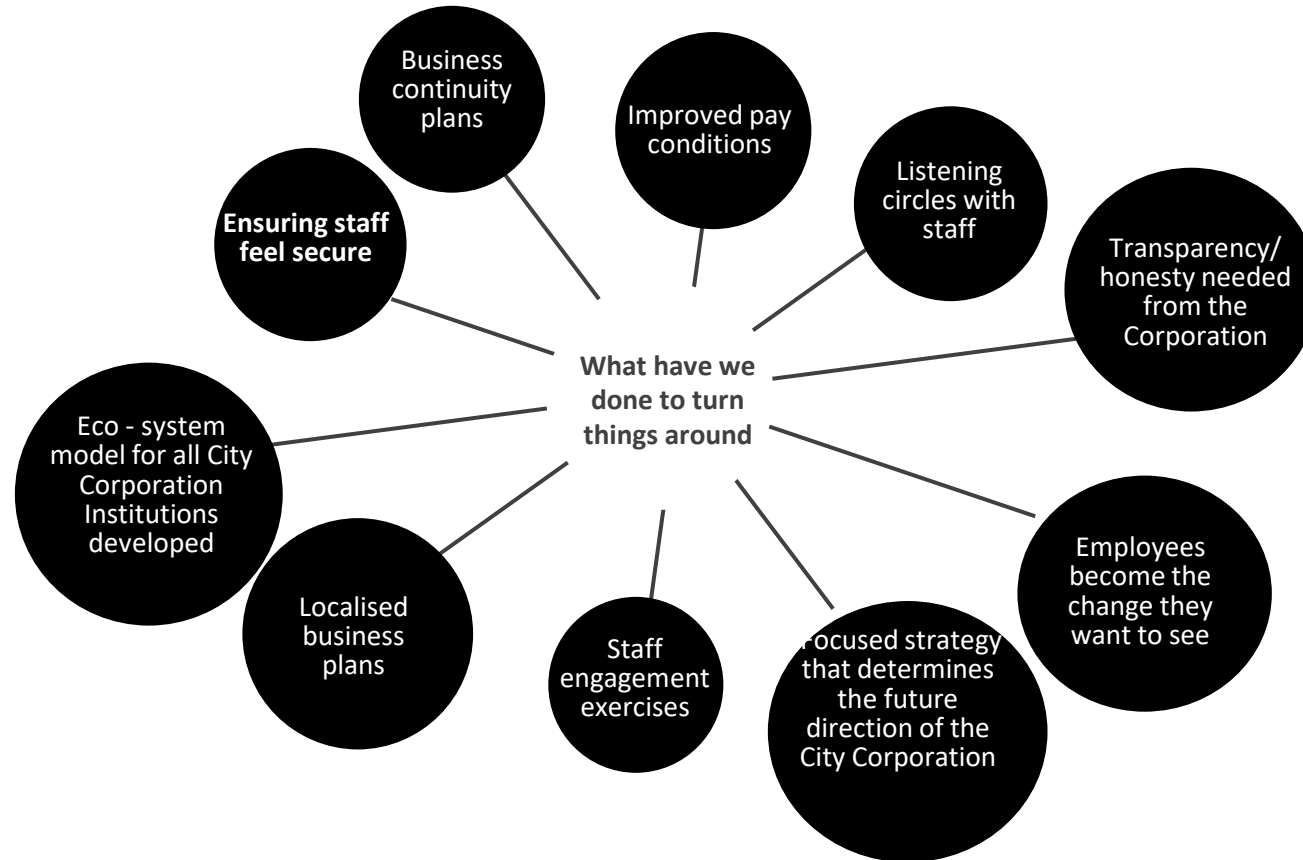 Business
continuity
plans
Improved pay
conditions
Listening
circles with
staff
Ensuring staff
feel secure
Transparency/
honesty needed
from the
Corporation
What have we
done to turn
things around
Eco - system
model for all City
Corporation
Institutions
developed
Employees
become the
change they
want to see
Localised
business
plans
Staff
engagement
exercises
Focused strategy
that determines
the future
direction of the
City Corporation